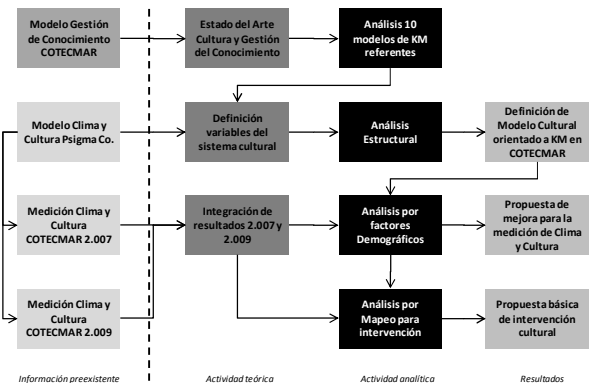 Modelo Gestión
de Conocimiento
COTECMAR
Estado del Arte
Cultura y Gestión
del Conocimiento
Análisis 10
modelos de KM
referentes
Modelo Clima y
Cultura Psigma Co.
Definición
variables del
sistema cultural
Análisis
Estructural
Definición de
Modelo Cultural
orientado a KM en
COTECMAR
Medición Clima y
Cultura
COTECMAR 2.007
Integración de
resultados 2.007 y
2.009
Análisis por
factores
Demográficos
Propuesta de
mejora para la
medición de Clima
y Cultura
Medición Clima y
Cultura
COTECMAR 2.009
Análisis por
Mapeo para
intervención
Propuesta básica
de intervención
cultural
Información preexistente
Actividad teórica
Actividad analítica
Resultados